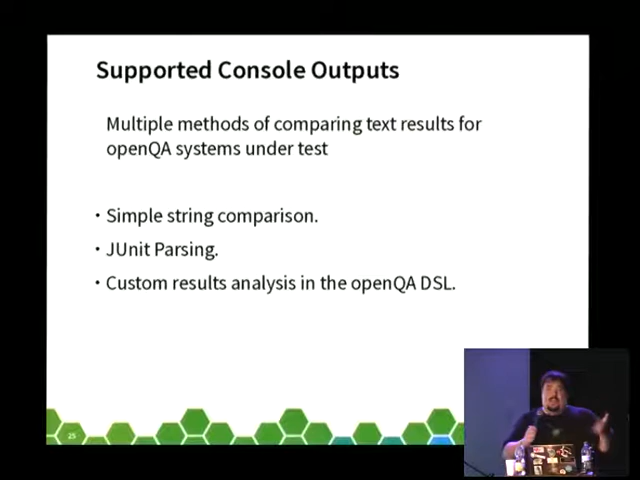 Supported Console Outputs
Multiple methods of comparing text results for
openQA systems under test
· Simple string comparison.
· JUnit Parsing.
· Custom results analysis in the openQA DSL.
25